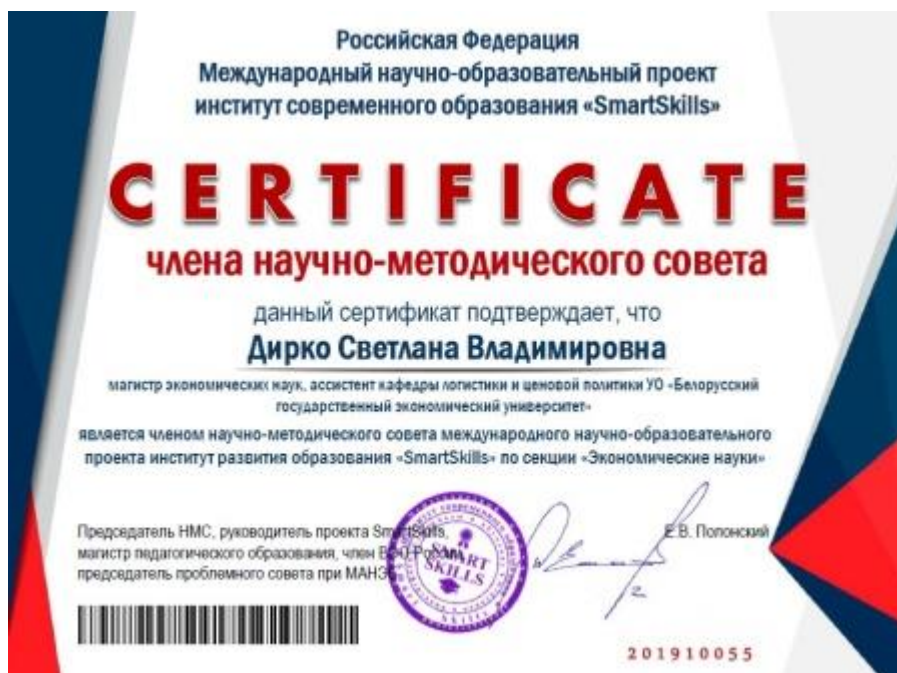 Российская Федерация
Международный научно-образовательный проект
институт современного образования «SmartSkills»
CERTIFICATE
члена научно-методического совета
данный сертификат подтверждает, что
Дирко Светлана Владимировна
магистр экономических наук, ассистент кафедры логистики и ценовой политики УО «Белорусский
государственный экономический университет»
является членом научно-методического совета международного научно-образовательного
проекта институт развития образования «SmartSkills» по секции «Экономические науки»
Председатель НМС, руководитель проекта SmartSkills,
магистр педагогического образования, член
председатель проблемного совета при МАНЭБ
Е.В. Полонский
SMART
SKILLS
201910055